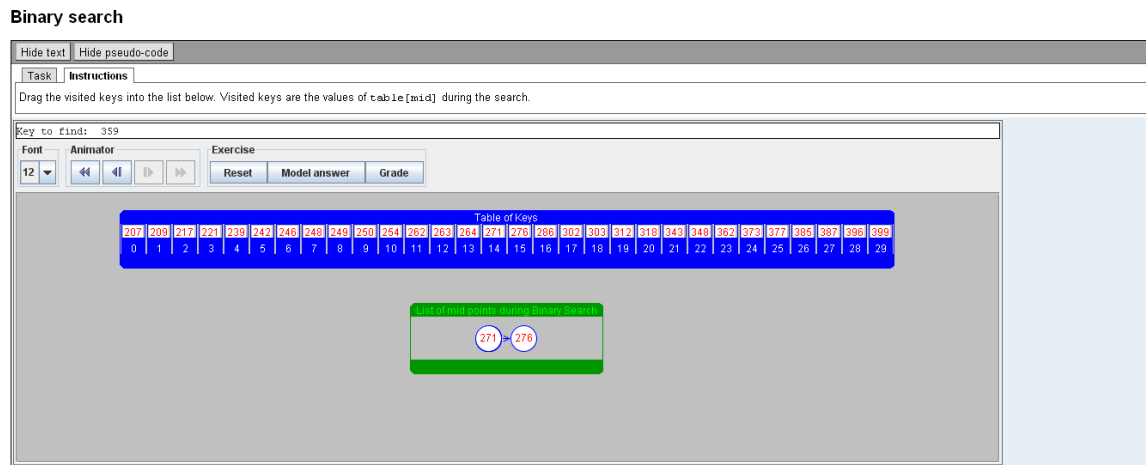 Binary search
Hide text Hide pseudo-code
Task Instructions
Drag the visited keys into the list below. Visited keys are the values of table[mid] during the search.
Key to find: 359
Font Animator Exercise
12 Reset Model answer Grade
Table of Keys
207 209 217 221 239 242 246 248 249 250 254 262 263 264 271 276 286 302 303 312 318 343 348 362 373 377 385 387 396 399
0 1 2 3 4 5 6 7 8 9 10 11 12 13 14 15 16 17 18 19 20 21 22 23 24 25 26 27 28 29
List of mid points during Binary Search
271 276